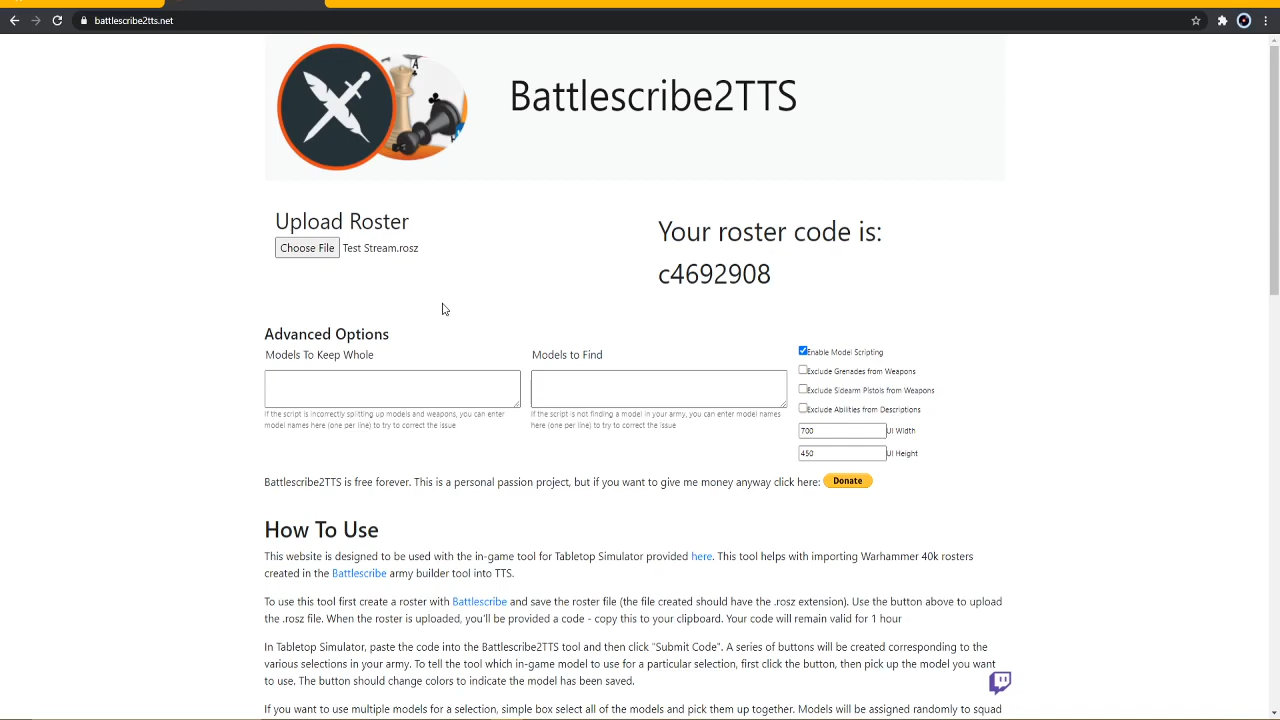 battlescribe2tts.net
Battlescribe2TTS
Upload Roster
Choose File Test Stream.rosz
Your roster code is:
c4692908
Advanced Options
Models To Keep Whole
If the script is incorrectly splitting up models and weapons, you can enter
model names here (one per line) to try to correct the issue
Models to Find
If the script is not finding a model in your army, you can enter model names
here (one per line) to try to correct the issue
Enable Model Scripting
Exclude Grenades from Weapons
Exclude Sidearm Pistols from Weapons
Exclude Abilities from Descriptions
700 UI Width
450 UI Height
Battlescribe2TTS is free forever. This is a personal passion project, but if you want to give me money anyway click here: Donate
How To Use
This website is designed to be used with the in-game tool for Tabletop Simulator provided here. This tool helps with importing Warhammer 40k rosters
created in the Battlescribe army builder tool into TTS.
To use this tool first create a roster with Battlescribe and save the roster file (the file created should have the .rosz extension). Use the button above to upload
the .rosz file. When the roster is uploaded, you'll be provided a code - copy this to your clipboard. Your code will remain valid for 1 hour
In Tabletop Simulator, paste the code into the Battlescribe2TTS tool and then click "Submit Code". A series of buttons will be created corresponding to the
various selections in your army. To tell the tool which in-game model to use for a particular selection, first click the button, then pick up the model you want
to use. The button should change colors to indicate the model has been saved.
If you want to use multiple models for a selection, simple box select all of the models and pick them up together. Models will be assigned randomly to squad